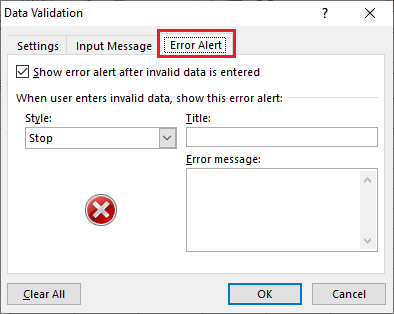 Data Validation
Settings Input Message Error Alert
Show error alert after invalid data is entered
When user enters invalid data, show this error alert:
Style: Title:
Stop
Error message:
Clear All OK Cancel